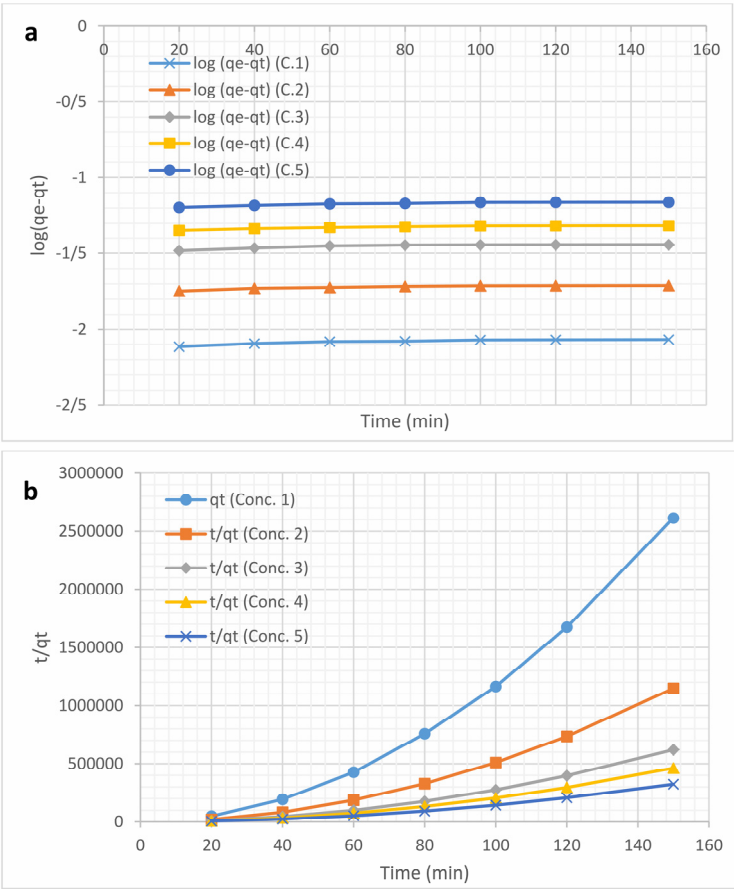 a
0
0 20 40 60 80 100 120 140 160
log (qe-qt) (C.1)
log (qe-qt) (C.2)
-0/5
log (qe-qt) (C.3)
log (qe-qt) (C.4)
log (qe-qt) (C.5)
-1
-1/5
-2
-2/5
log(qe-qt)
Time (min)
b
3000000
qt (Conc. 1)
2500000
t/qt (Conc. 2)
t/qt (Conc. 3)
2000000
t/qt (Conc. 4)
t/qt (Conc. 5)
1500000
1000000
500000
0
t/qt
0 20 40 60 80 100 120 140 160
Time (min)